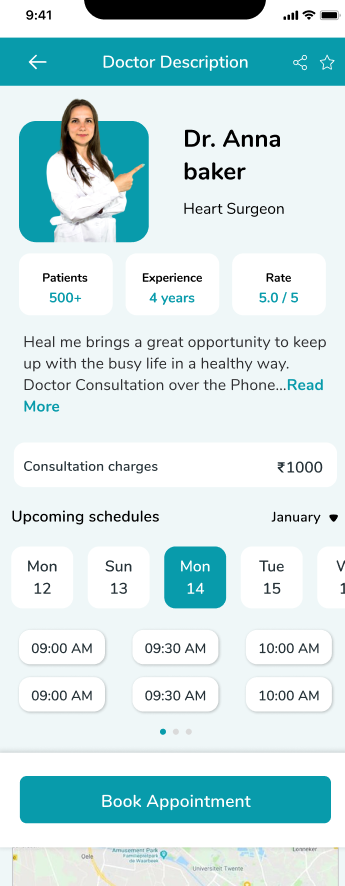 9:41
Doctor Description
Dr. Anna
baker
Heart Surgeon
Patients
500+
Experience
4 years
Rate
5.0 / 5
Heal me brings a great opportunity to keep
up with the busy life in a healthy way.
Doctor Consultation over the Phone...Read
More
Consultation charges
₹1000
Upcoming schedules
January
Mon
12
Sun
13
Mon
14
Tue
15
09:00 AM
09:30 AM
10:00 AM
09:00 AM
09:30 AM
10:00 AM
Book Appointment
Amusement Park
de Waarbeek
Usele
Universiteit Twente
Lonneker